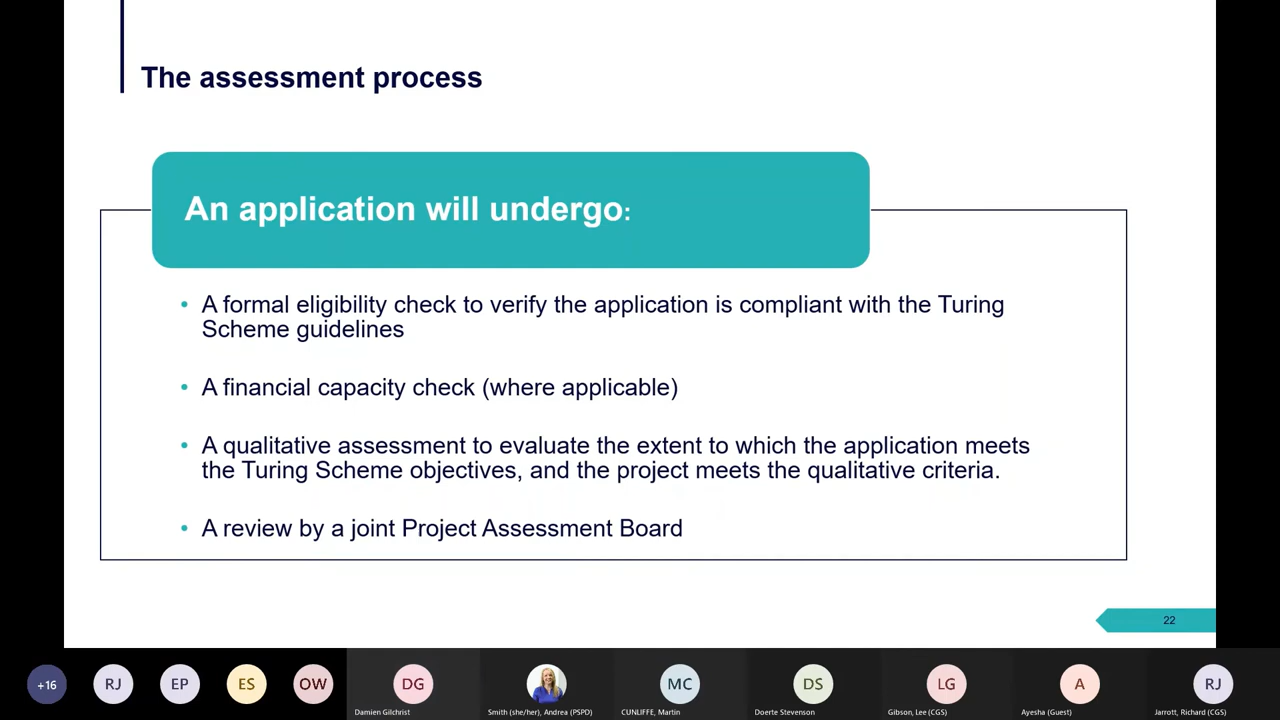 The assessment process
An application will undergo:
• A formal eligibility check to verify the application is compliant with the Turing
Scheme guidelines
• A financial capacity check (where applicable)
• A qualitative assessment to evaluate the extent to which the application meets
the Turing Scheme objectives, and the project meets the qualitative criteria.
• A review by a joint Project Assessment Board
22
+16
RJ
EP
ES
OW
DG
MC
DS
LG
A
RJ
Damien Gilchrist
Smith (she/her), Andrea (PSPD)
CUNLIFFE, Martin
Doerte Stevenson
Gibson, Lee (CGS)
Ayesha (Guest)
Jarrott, Richard (CGS)